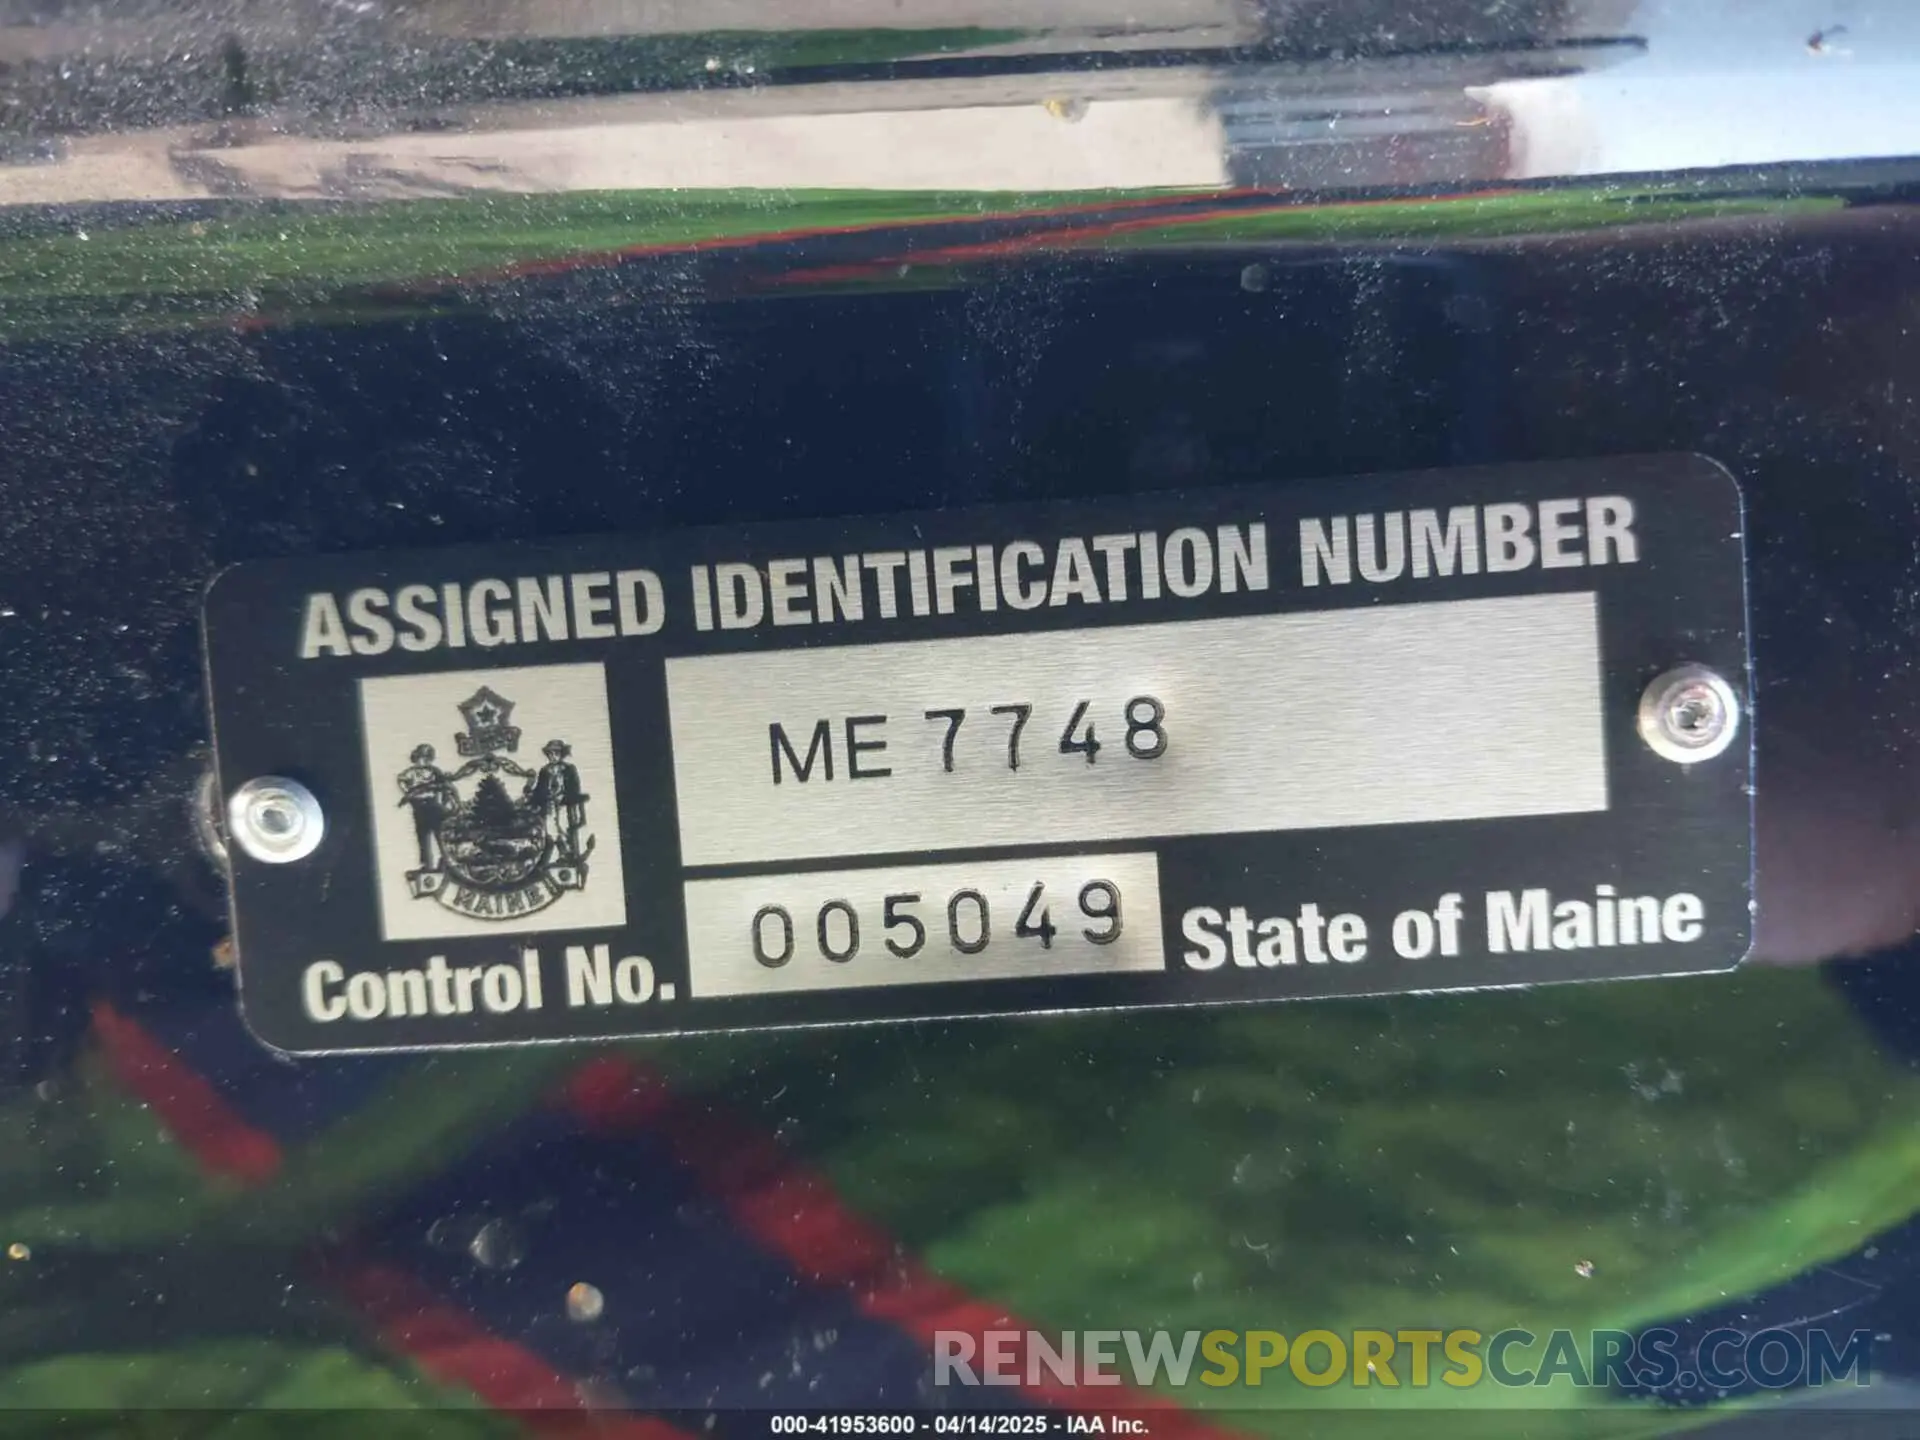 ASSIGNED IDENTIFICATION NUMBER
ME 7748
MAINE
Control No. 005049 State of Maine
RENEWSPORTSCARS.COM
000-41953600 - 04/14/2025 - IAA Inc.